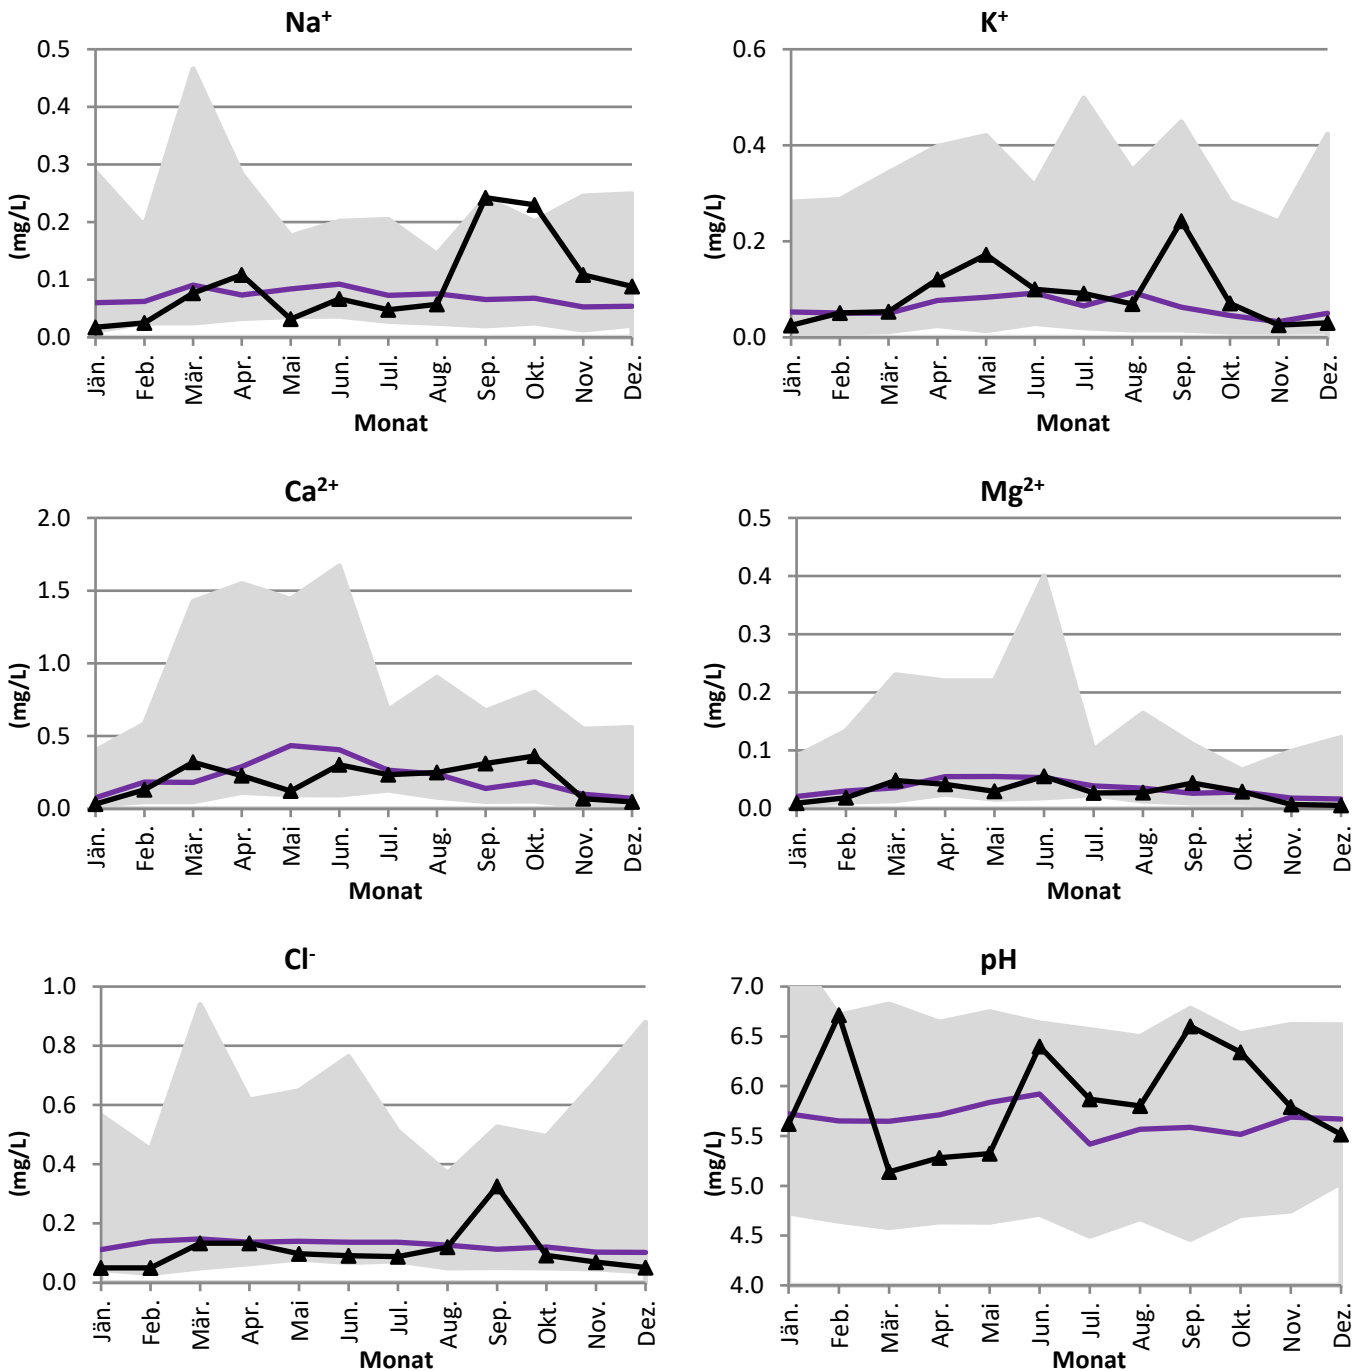 Na⁺
0.5
0.4
0.3
0.2
0.1
0.0
(mg/L)
Jän. Feb. Mär. Apr. Mai Jun. Jul. Aug. Sep. Okt. Nov. Dez.
Monat
K⁺
0.6
0.4
0.2
0.0
(mg/L)
Jän. Feb. Mär. Apr. Mai Jun. Jul. Aug. Sep. Okt. Nov. Dez.
Monat
Ca²⁺
2.0
1.5
1.0
0.5
0.0
(mg/L)
Jän. Feb. Mär. Apr. Mai Jun. Jul. Aug. Sep. Okt. Nov. Dez.
Monat
Mg²⁺
0.5
0.4
0.3
0.2
0.1
0.0
(mg/L)
Jän. Feb. Mär. Apr. Mai Jun. Jul. Aug. Sep. Okt. Nov. Dez.
Monat
Cl⁻
1.0
0.8
0.6
0.4
0.2
0.0
(mg/L)
Jän. Feb. Mär. Apr. Mai Jun. Jul. Aug. Sep. Okt. Nov. Dez.
Monat
pH
7.0
6.5
6.0
5.5
5.0
4.5
4.0
(mg/L)
Jän. Feb. Mär. Apr. Mai Jun. Jul. Aug. Sep. Okt. Nov. Dez.
Monat